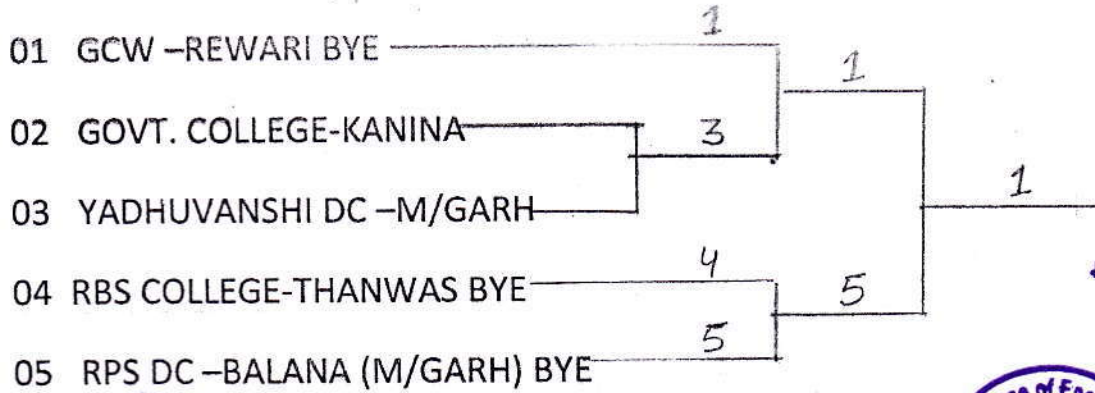 01 GCW –REWARI BYE 1
1
02 GOVT. COLLEGE-KANINA 3
03 YADHUVANSHI DC –M/GARH 1
04 RBS COLLEGE-THANWAS BYE 4
5
05 RPS DC –BALANA (M/GARH) BYE 5
of